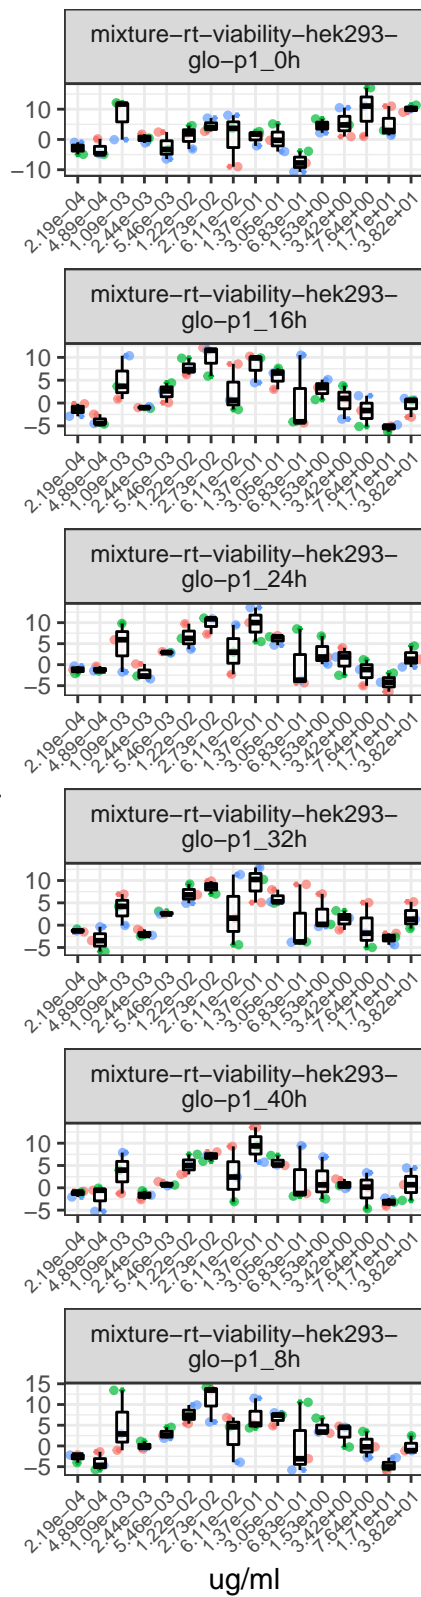 mixture−rt−viability−hek293−
glo−p1_0h
10
0
−10
2.19e−04
4.89e−04
1.09e−03
2.44e−03
5.46e−03
1.22e−02
2.73e−02
6.11e−02
1.37e−01
3.05e−01
6.83e−01
1.53e+00
3.42e+00
7.64e+00
1.71e+01
3.82e+01
mixture−rt−viability−hek293−
glo−p1_16h
10
5
0
−5
2.19e−04
4.89e−04
1.09e−03
2.44e−03
5.46e−03
1.22e−02
2.73e−02
6.11e−02
1.37e−01
3.05e−01
6.83e−01
1.53e+00
3.42e+00
7.64e+00
1.71e+01
3.82e+01
mixture−rt−viability−hek293−
glo−p1_24h
10
5
0
−5
2.19e−04
4.89e−04
1.09e−03
2.44e−03
5.46e−03
1.22e−02
2.73e−02
6.11e−02
1.37e−01
3.05e−01
6.83e−01
1.53e+00
3.42e+00
7.64e+00
1.71e+01
3.82e+01
mixture−rt−viability−hek293−
glo−p1_32h
10
5
0
−5
2.19e−04
4.89e−04
1.09e−03
2.44e−03
5.46e−03
1.22e−02
2.73e−02
6.11e−02
1.37e−01
3.05e−01
6.83e−01
1.53e+00
3.42e+00
7.64e+00
1.71e+01
3.82e+01
mixture−rt−viability−hek293−
glo−p1_40h
10
5
0
−5
2.19e−04
4.89e−04
1.09e−03
2.44e−03
5.46e−03
1.22e−02
2.73e−02
6.11e−02
1.37e−01
3.05e−01
6.83e−01
1.53e+00
3.42e+00
7.64e+00
1.71e+01
3.82e+01
mixture−rt−viability−hek293−
glo−p1_8h
15
10
5
0
−5
2.19e−04
4.89e−04
1.09e−03
2.44e−03
5.46e−03
1.22e−02
2.73e−02
6.11e−02
1.37e−01
3.05e−01
6.83e−01
1.53e+00
3.42e+00
7.64e+00
1.71e+01
3.82e+01
ug/ml